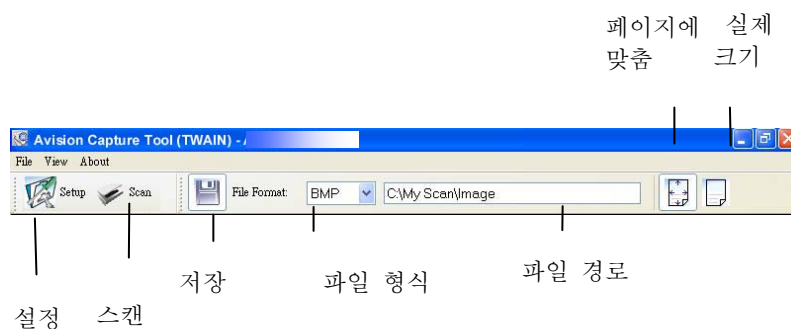 페이지에 맞춤
실제 크기
Avision Capture Tool (TWAIN) -
File View About
Setup Scan File Format: BMP C:\My Scan\Image
저장
파일 형식
파일 경로
설정
스캔